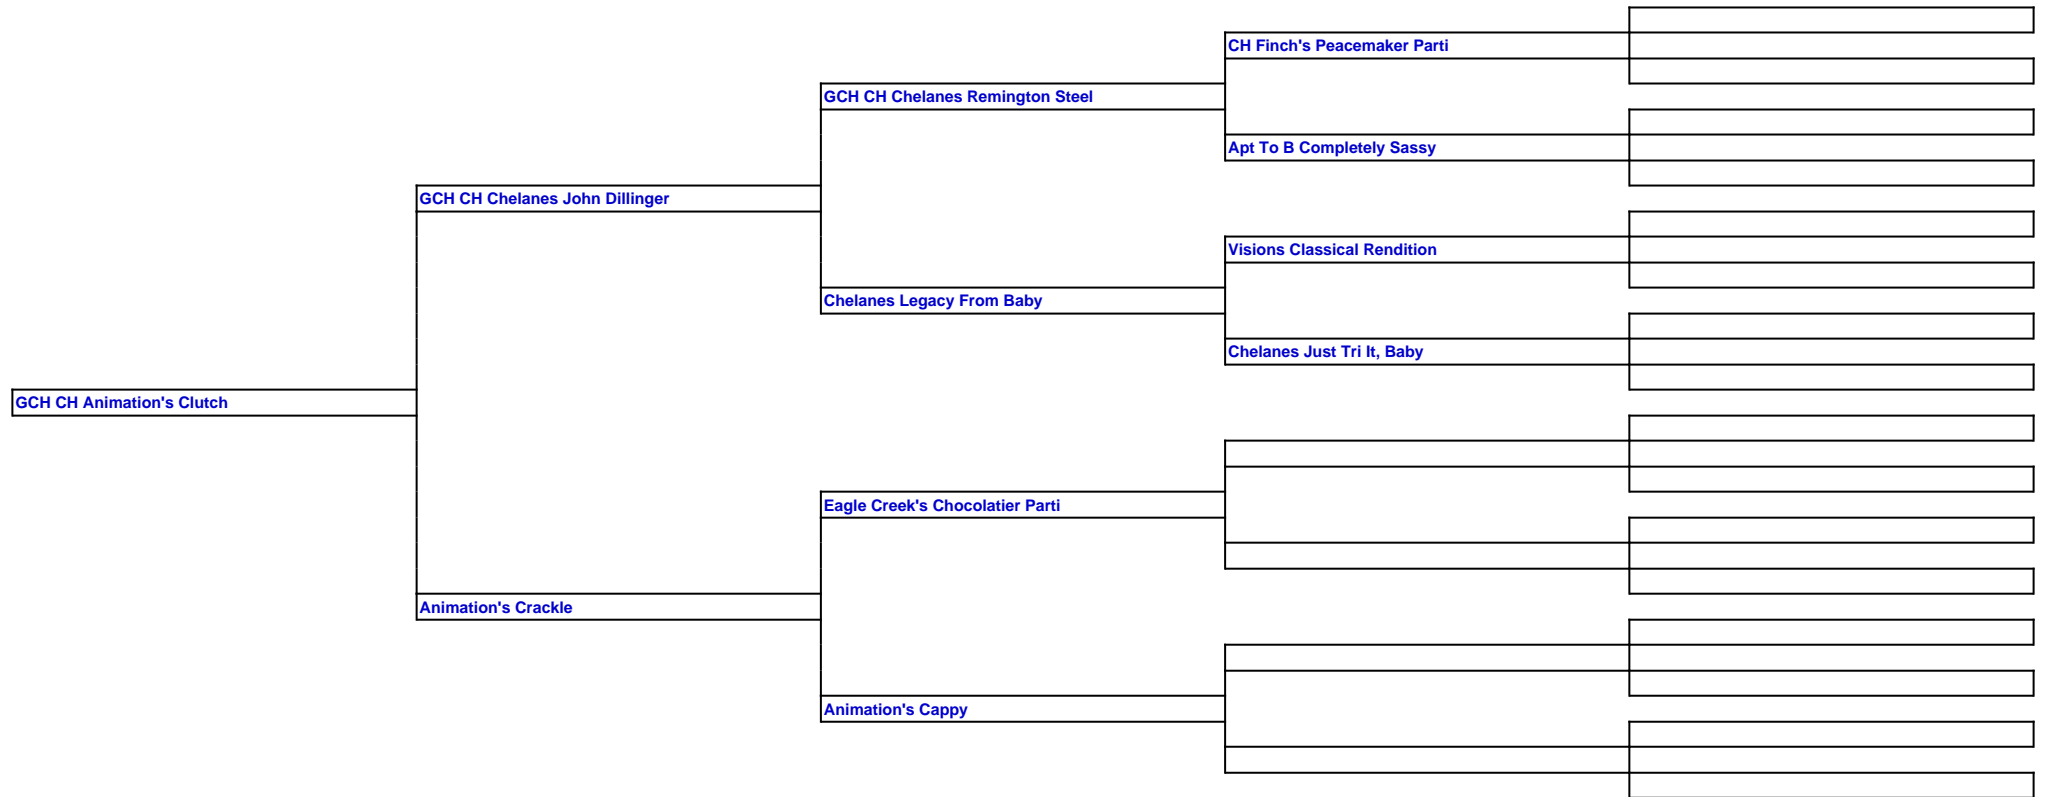 CH Finch's Peacemaker Parti
GCH CH Chelanes Remington Steel
Apt To B Completely Sassy
GCH CH Chelanes John Dillinger
Visions Classical Rendition
Chelanes Legacy From Baby
Chelanes Just Tri It, Baby
GCH CH Animation's Clutch
Eagle Creek's Chocolatier Parti
Animation's Crackle
Animation's Cappy